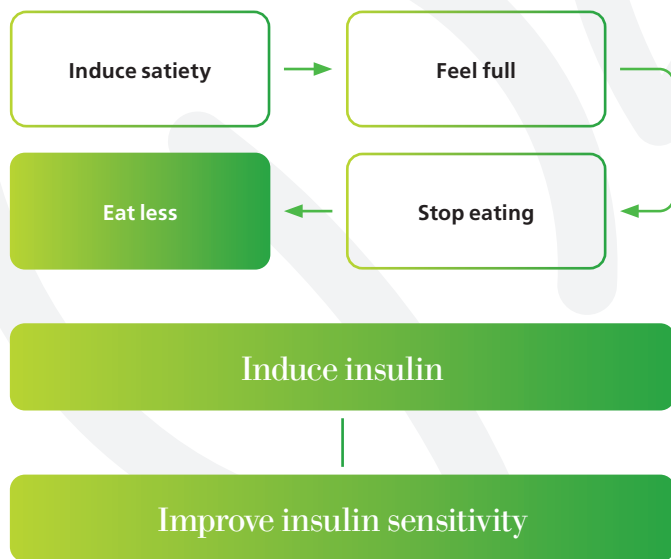 Induce satiety
Feel full
Stop eating
Eat less
Induce insulin
Improve insulin sensitivity